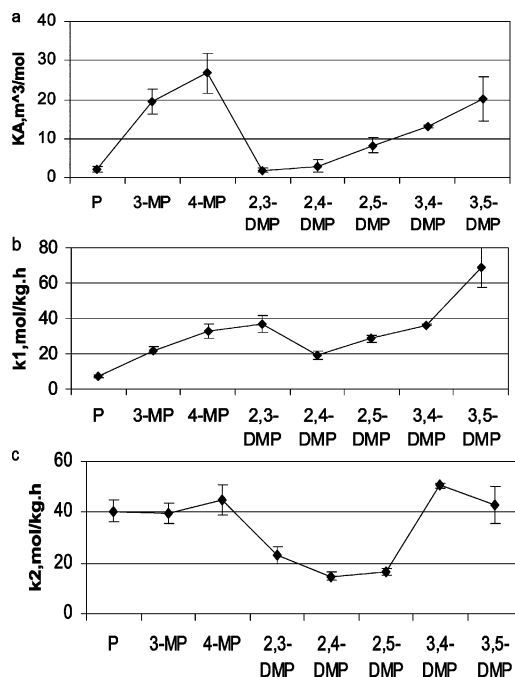 a
40
30
20
10
0
KA,m^3/mol
P 3-MP 4-MP 2,3- 2,4- 2,5- 3,4- 3,5-
DMP DMP DMP DMP DMP
b
80
60
40
20
0
k1,mol/kg.h
P 3-MP 4-MP 2,3- 2,4- 2,5- 3,4- 3,5-
DMP DMP DMP DMP DMP
c
60
40
20
0
k2,mol/kg.h
P 3-MP 4-MP 2,3- 2,4- 2,5- 3,4- 3,5-
DMP DMP DMP DMP DMP